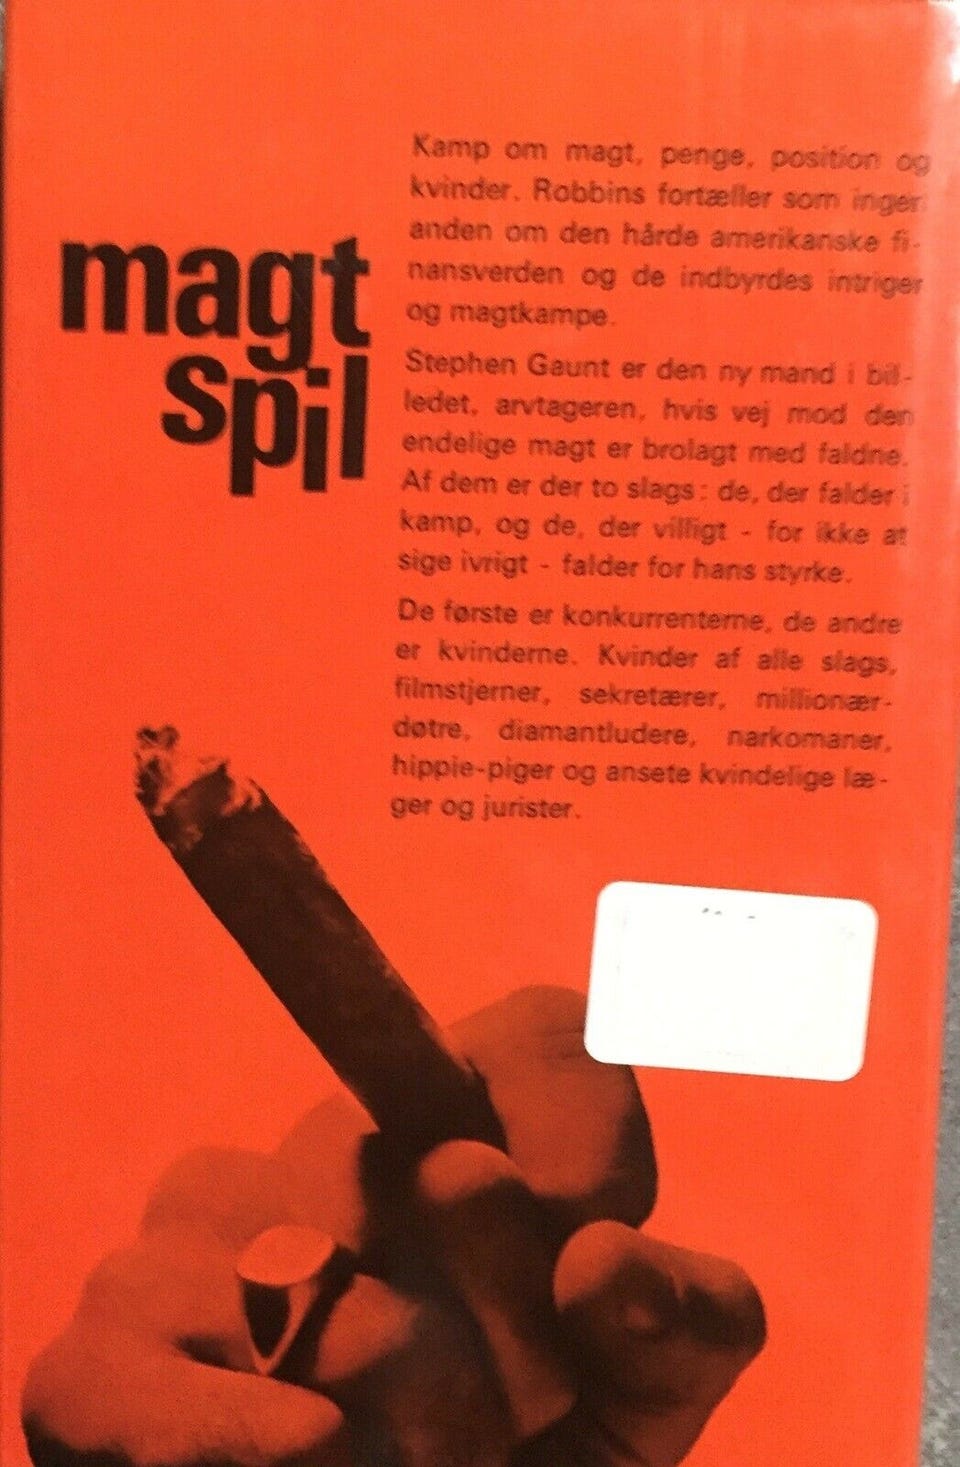 magt
spil
Kamp om magt, penge, position og
kvinder. Robbins fortæller som ingen
anden om den hårde amerikanske fi-
nansverden og de indbyrdes intriger
og magtkampe.
Stephen Gaunt er den ny mand i bil-
ledet, arvtageren, hvis vej mod den
endelige magt er brolagt med faldne.
Af dem er der to slags: de, der falder i
kamp, og de, der villigt - for ikke at
sige ivrigt - falder for hans styrke.
De første er konkurrenterne, de andre
er kvinderne. Kvinder af alle slags,
filmstjerner, sekretærer, millionær-
døtre, diamantludere, narkomaner,
hippie-piger og ansete kvindelige læ-
ger og jurister.